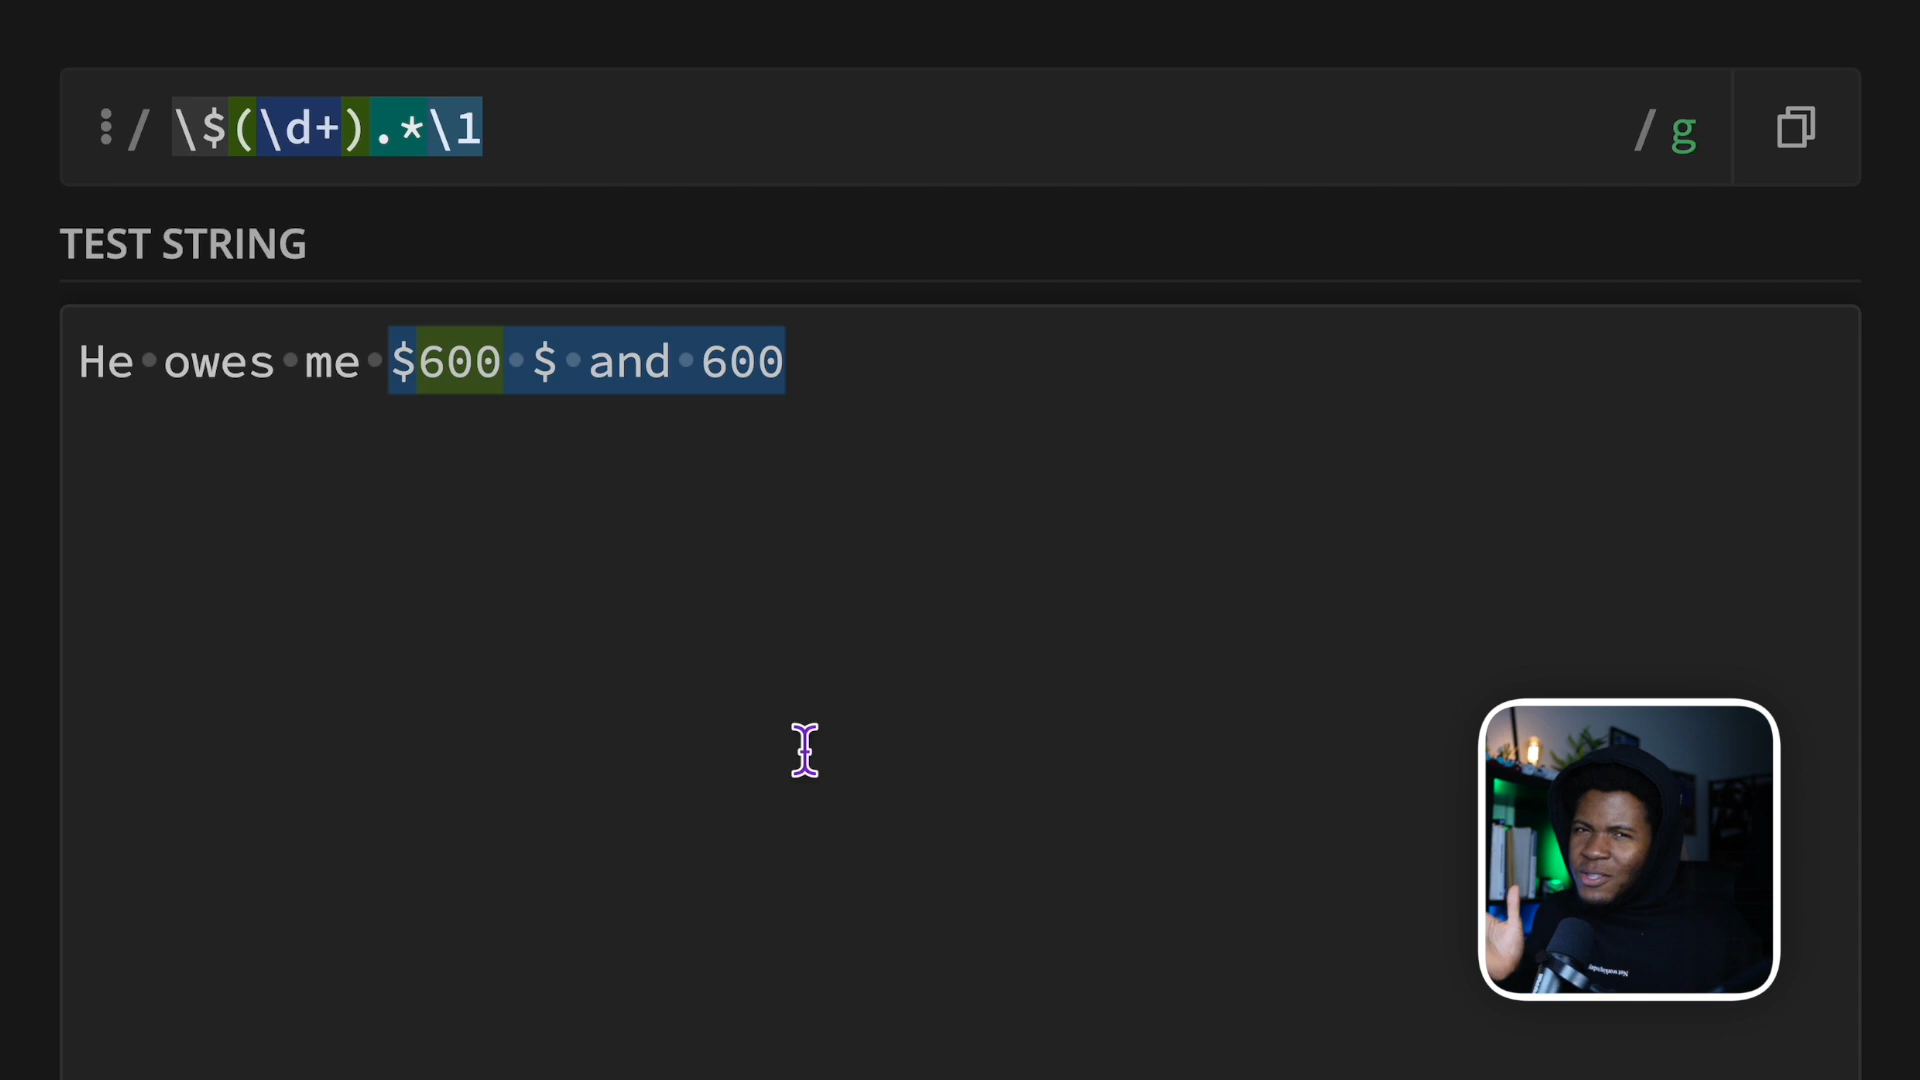 / \$(\d+).*\1 / g
TEST STRING
He owes me $600 $ and 600